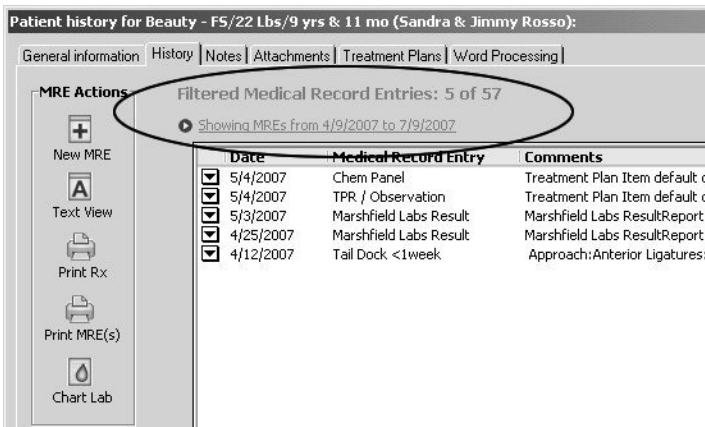 Patient history for Beauty - FS/22 Lbs/9 yrs & 11 mo (Sandra & Jimmy Rosso):
General information History Notes Attachments Treatment Plans Word Processing
MRE Actions
New MRE
Text View
Print Rx
Print MRE(s)
Chart Lab
Filtered Medical Record Entries: 5 of 57
Showing MREs from 4/9/2007 to 7/9/2007
Date Medical Record Entry Comments
5/4/2007 Chem Panel Treatment Plan Item default
5/4/2007 TPR / Observation Treatment Plan Item default
5/3/2007 Marshfield Labs Result Marshfield Labs ResultReport
4/25/2007 Marshfield Labs Result Marshfield Labs ResultReport
4/12/2007 Tail Dock <1week Approach:Anterior Ligatures: